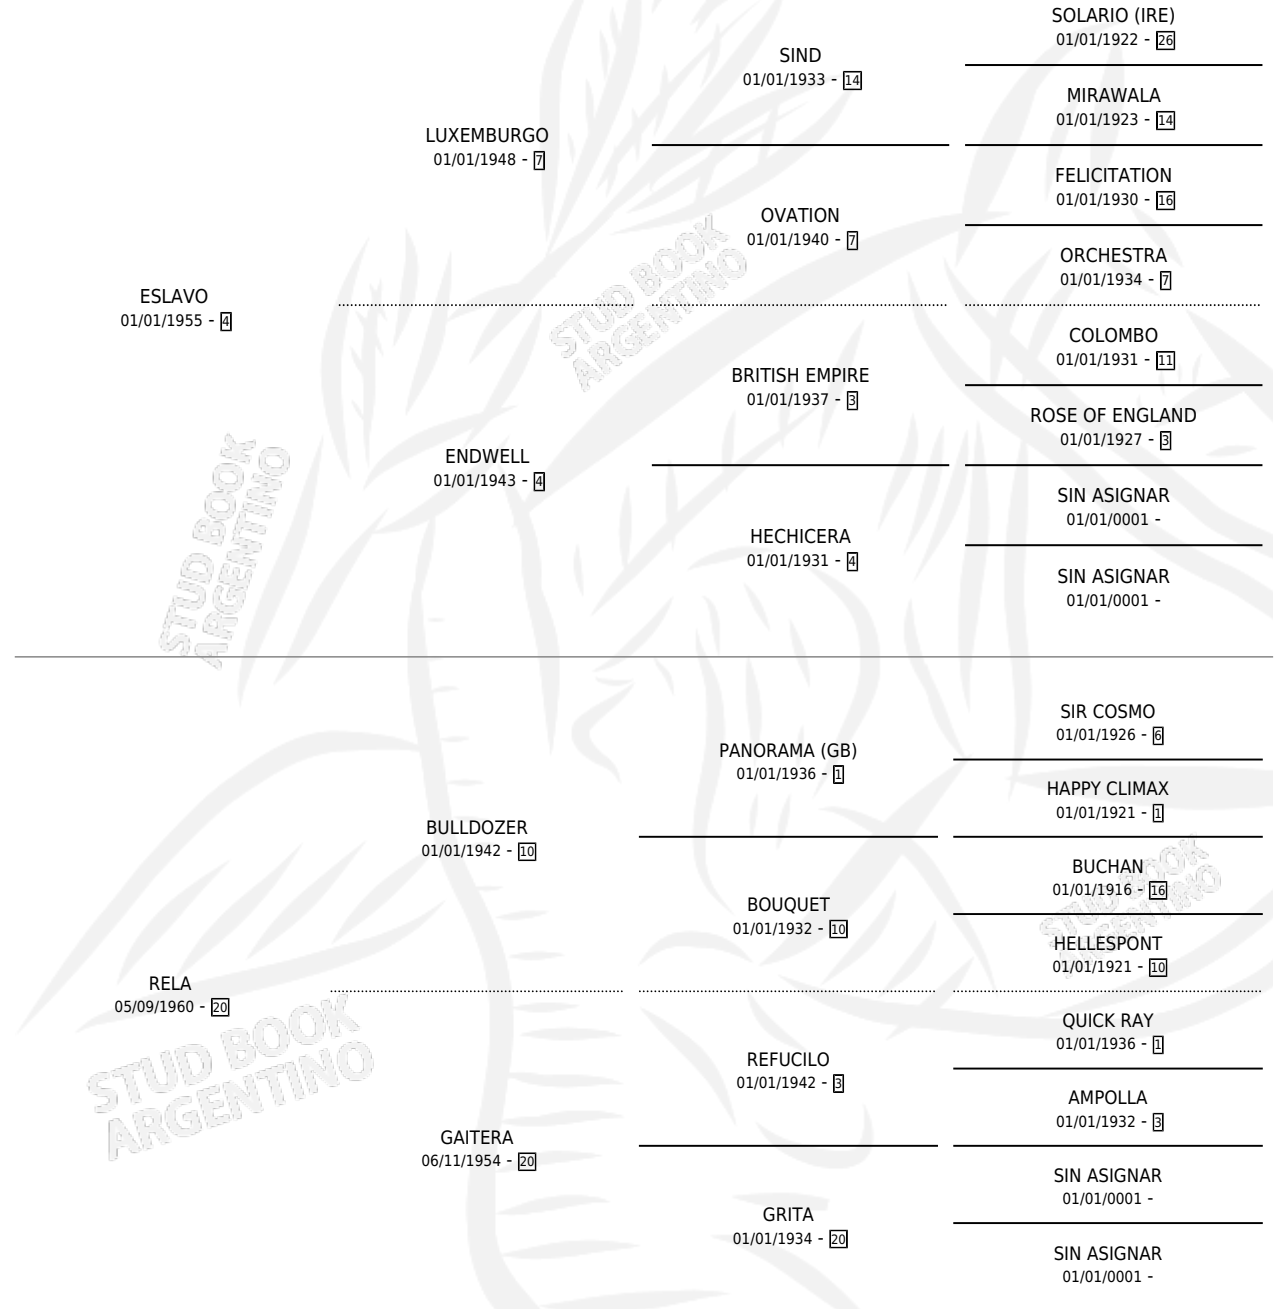 SOLARIO (IRE)
01/01/1922 - 26
SIND
01/01/1933 - 14
MIRAWALA
01/01/1923 - 14
LUXEMBURGO
01/01/1948 - 7
FELICITATION
01/01/1930 - 16
OVATION
01/01/1940 - 7
ORCHESTRA
01/01/1934 - 7
ESLAVO
01/01/1955 - 4
COLOMBO
01/01/1931 - 11
BRITISH EMPIRE
01/01/1937 - 3
ROSE OF ENGLAND
01/01/1927 - 3
ENDWELL
01/01/1943 - 4
SIN ASIGNAR
01/01/0001 -
HECHICERA
01/01/1931 - 4
SIN ASIGNAR
01/01/0001 -
SIR COSMO
01/01/1926 - 6
PANORAMA (GB)
01/01/1936 - 1
HAPPY CLIMAX
01/01/1921 - 1
BULLDOZER
01/01/1942 - 10
BUCHAN
01/01/1916 - 16
BOUQUET
01/01/1932 - 10
HELLESPONT
01/01/1921 - 10
RELA
05/09/1960 - 20
QUICK RAY
01/01/1936 - 1
REFUCILO
01/01/1942 - 3
AMPOLLA
01/01/1932 - 3
GAITERA
06/11/1954 - 20
SIN ASIGNAR
01/01/0001 -
GRITA
01/01/1934 - 20
SIN ASIGNAR
01/01/0001 -
STUD BOOK
ARGENTINO
STUD BOOK
ARGENTINO
STUD BOOK
ARGENTINO
STUD BOOK
ARGENTINO